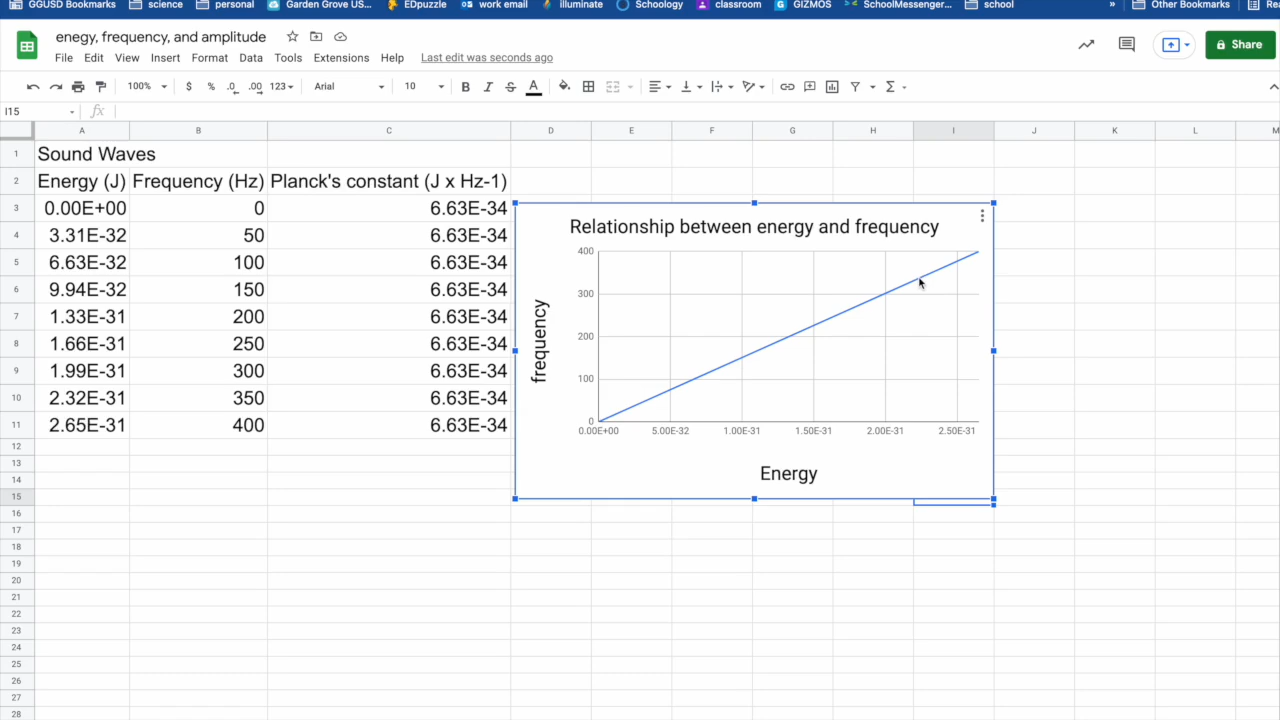 GGUSD Bookmarks science personal Garden Grove US... EDpuzzle work email illuminate Schoology classroom GIZMOS SchoolMessenger... school » Other Bookmarks Rea
enegy, frequency, and amplitude
File Edit View Insert Format Data Tools Extensions Help Last edit was seconds ago
Share
100% $ % .0 .00 123 Arial 10 B I S A Σ
I15 fx
A B C D E F G H I J K L M
1 Sound Waves
2 Energy (J) Frequency (Hz) Planck's constant (J x Hz-1)
3 0.00E+00 0 6.63E-34
4 3.31E-32 50 6.63E-34
5 6.63E-32 100 6.63E-34
6 9.94E-32 150 6.63E-34
7 1.33E-31 200 6.63E-34
8 1.66E-31 250 6.63E-34
9 1.99E-31 300 6.63E-34
10 2.32E-31 350 6.63E-34
11 2.65E-31 400 6.63E-34
12
13
14
15
16
17
18
19
20
21
22
23
24
25
26
27
28
Relationship between energy and frequency
frequency
400
300
200
100
0
0.00E+00 5.00E-32 1.00E-31 1.50E-31 2.00E-31 2.50E-31
Energy